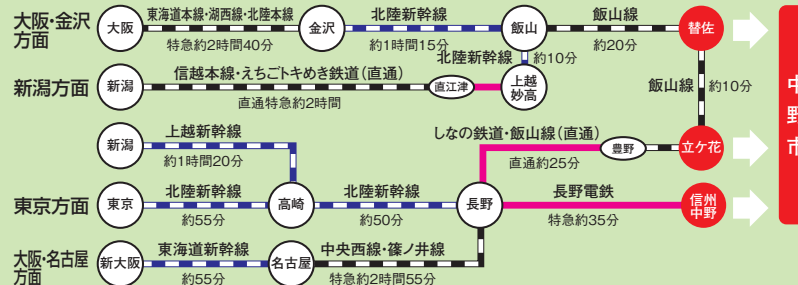 大阪・金沢
方面
大阪
東海道本線・湖西線・北陸本線
特急約2時間40分
金沢
北陸新幹線
約1時間15分
飯山
飯山線
約20分
替佐
北陸新幹線
約10分
新潟方面
新潟
信越本線・えちごトキめき鉄道(直通)
直通特急約2時間
直江津
上越
妙高
飯山線
約10分
中野市
新潟
上越新幹線
約1時間20分
しなの鉄道・飯山線(直通)
直通約25分
豊野
立ケ花
東京方面
東京
北陸新幹線
約55分
高崎
北陸新幹線
約50分
長野
長野電鉄
特急約35分
信州
中野
大阪・名古屋
方面
新大阪
東海道新幹線
約55分
名古屋
中央西線・篠ノ井線
特急約2時間55分